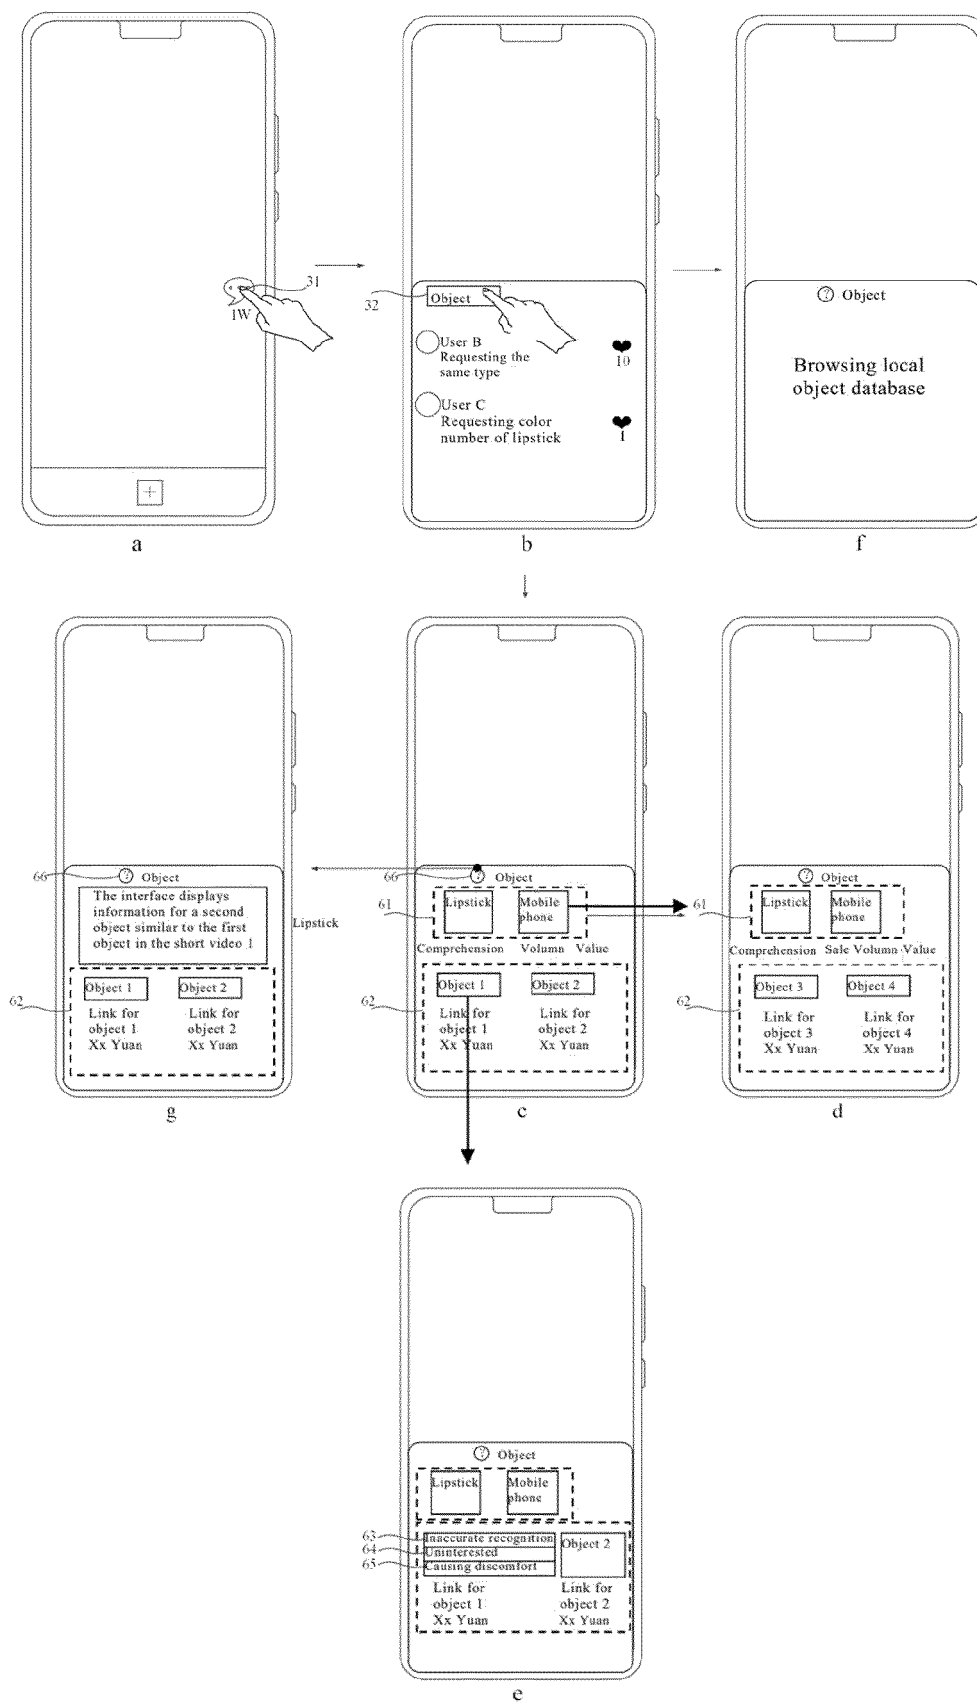 31
1W
a
32
Object
User B
Requesting the
same type
10
User C
Requesting color
number of lipstick
1
b
? Object
Browsing local
object database
f
66
? Object
The interface displays
information for a second
object similar to the first
object in the short video 1
62
Object 1
Object 2
Link for
object 1
Xx Yuan
Link for
object 2
Xx Yuan
g
Lipstick
66
? Object
61
Lipstick
Mobile
phone
Comprehension Volumn Value
62
Object 1
Object 2
Link for
object 1
Xx Yuan
Link for
object 2
Xx Yuan
c
? Object
61
Lipstick
Mobile
phone
Comprehension Sale Volumn Value
62
Object 3
Object 4
Link for
object 3
Xx Yuan
Link for
object 4
Xx Yuan
d
? Object
Lipstick
Mobile
phone
63
Inaccurate recognition
64
Uninterested
65
Causing discomfort
Object 2
Link for
object 1
Xx Yuan
Link for
object 2
Xx Yuan
e